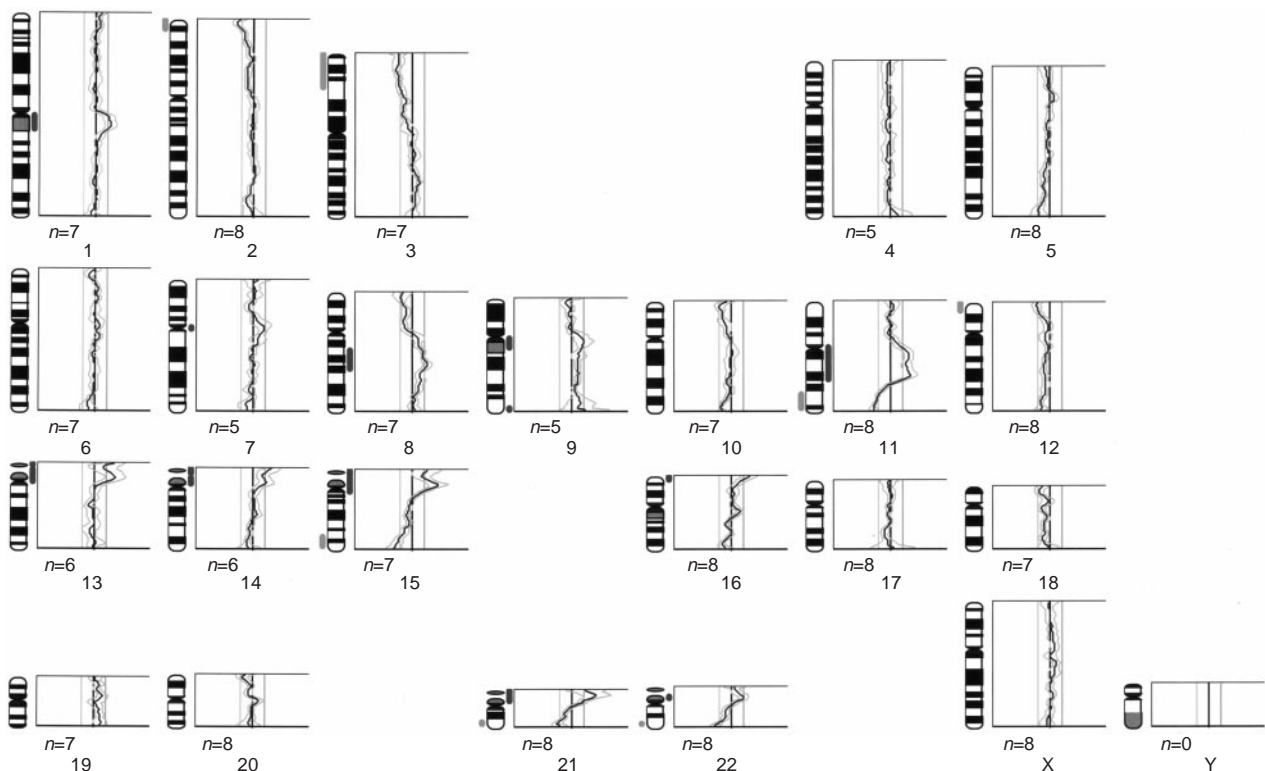 n=7 n=8 n=7 n=5 n=8
1 2 3 4 5
n=7 n=5 n=7 n=5 n=7 n=8 n=8
6 7 8 9 10 11 12
n=6 n=6 n=7 n=8 n=8 n=7
13 14 15 16 17 18
n=7 n=8 n=8 n=8 n=8 n=0
19 20 21 22 X Y